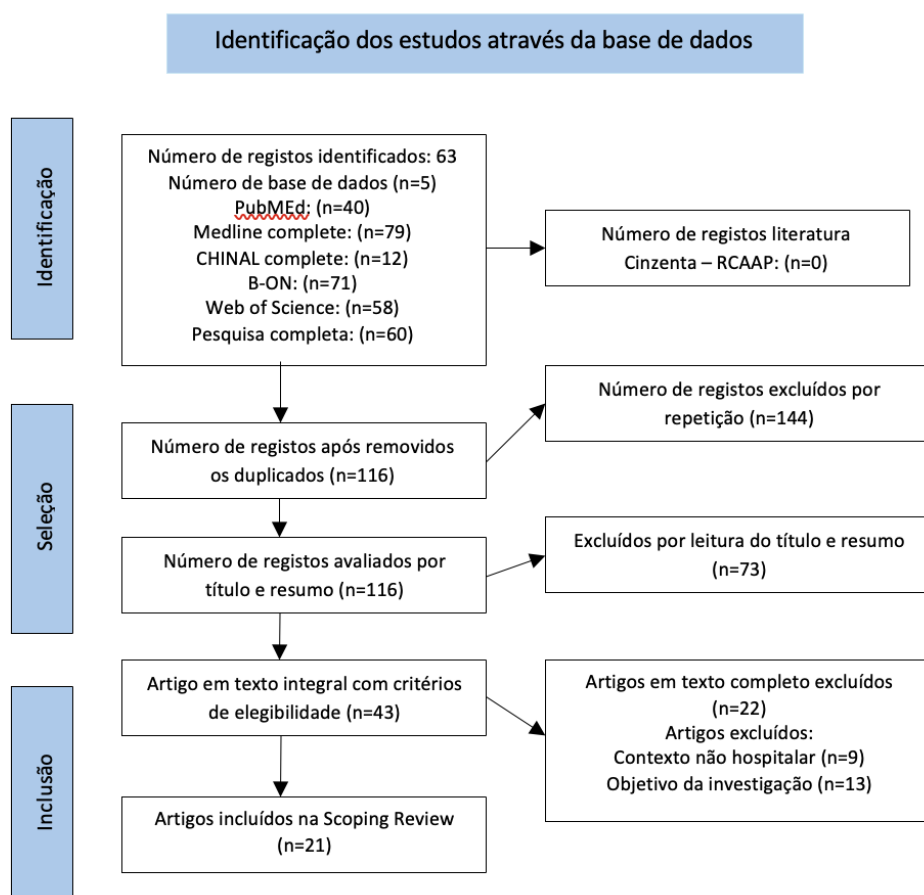 Identificação dos estudos através da base de dados
Identificação
Número de registos identificados: 63
Número de base de dados (n=5)
PubMEd: (n=40)
Medline complete: (n=79)
CHINAL complete: (n=12)
B-ON: (n=71)
Web of Science: (n=58)
Pesquisa completa: (n=60)
Número de registos literatura
Cinzenta – RCAAP: (n=0)
Seleção
Número de registos após removidos
os duplicados (n=116)
Número de registos excluídos por
repetição (n=144)
Número de registos avaliados por
título e resumo (n=116)
Excluídos por leitura do título e resumo
(n=73)
Inclusão
Artigo em texto integral com critérios
de elegibilidade (n=43)
Artigos em texto completo excluídos
(n=22)
Artigos excluídos:
Contexto não hospitalar (n=9)
Objetivo da investigação (n=13)
Artigos incluídos na Scoping Review
(n=21)